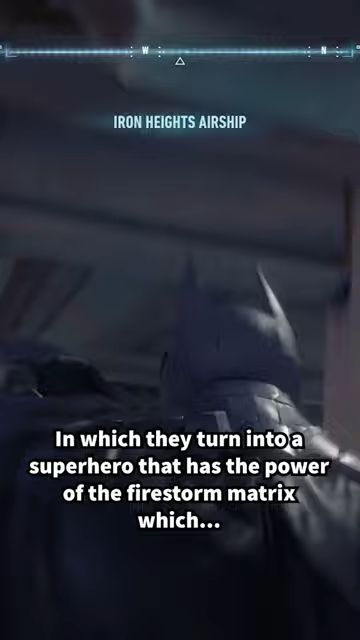 W N
IRON HEIGHTS AIRSHIP
In which they turn into a
superhero that has the power
of the firestorm matrix
which...